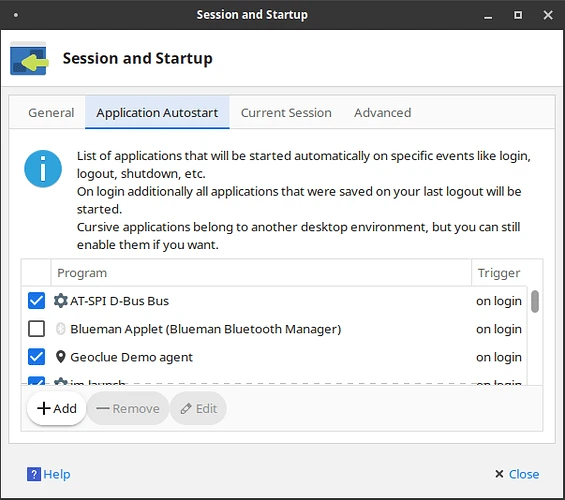 Session and Startup
Session and Startup
General Application Autostart Current Session Advanced
List of applications that will be started automatically on specific events like login,
logout, shutdown, etc.
On login additionally all applications that were saved on your last logout will be
started.
Cursive applications belong to another desktop environment, but you can still
enable them if you want.
Program Trigger
AT-SPI D-Bus Bus on login
Blueman Applet (Blueman Bluetooth Manager) on login
Geoclue Demo agent on login
im-launch on login
Add Remove Edit
? Help Close